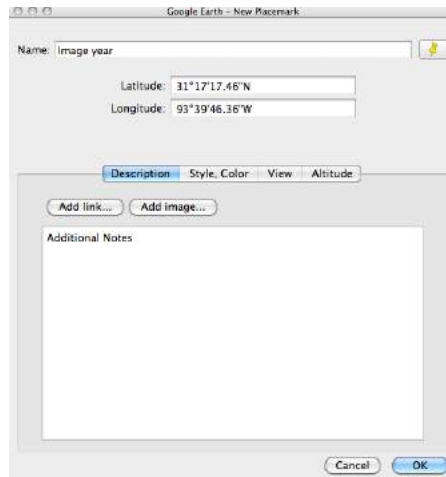 Google Earth - New Placemark
Name: Image year
Latitude: 31°17'17.46"N
Longitude: 93°39'46.36"W
Description Style, Color View Altitude
Add link... Add image...
Additional Notes
Cancel OK